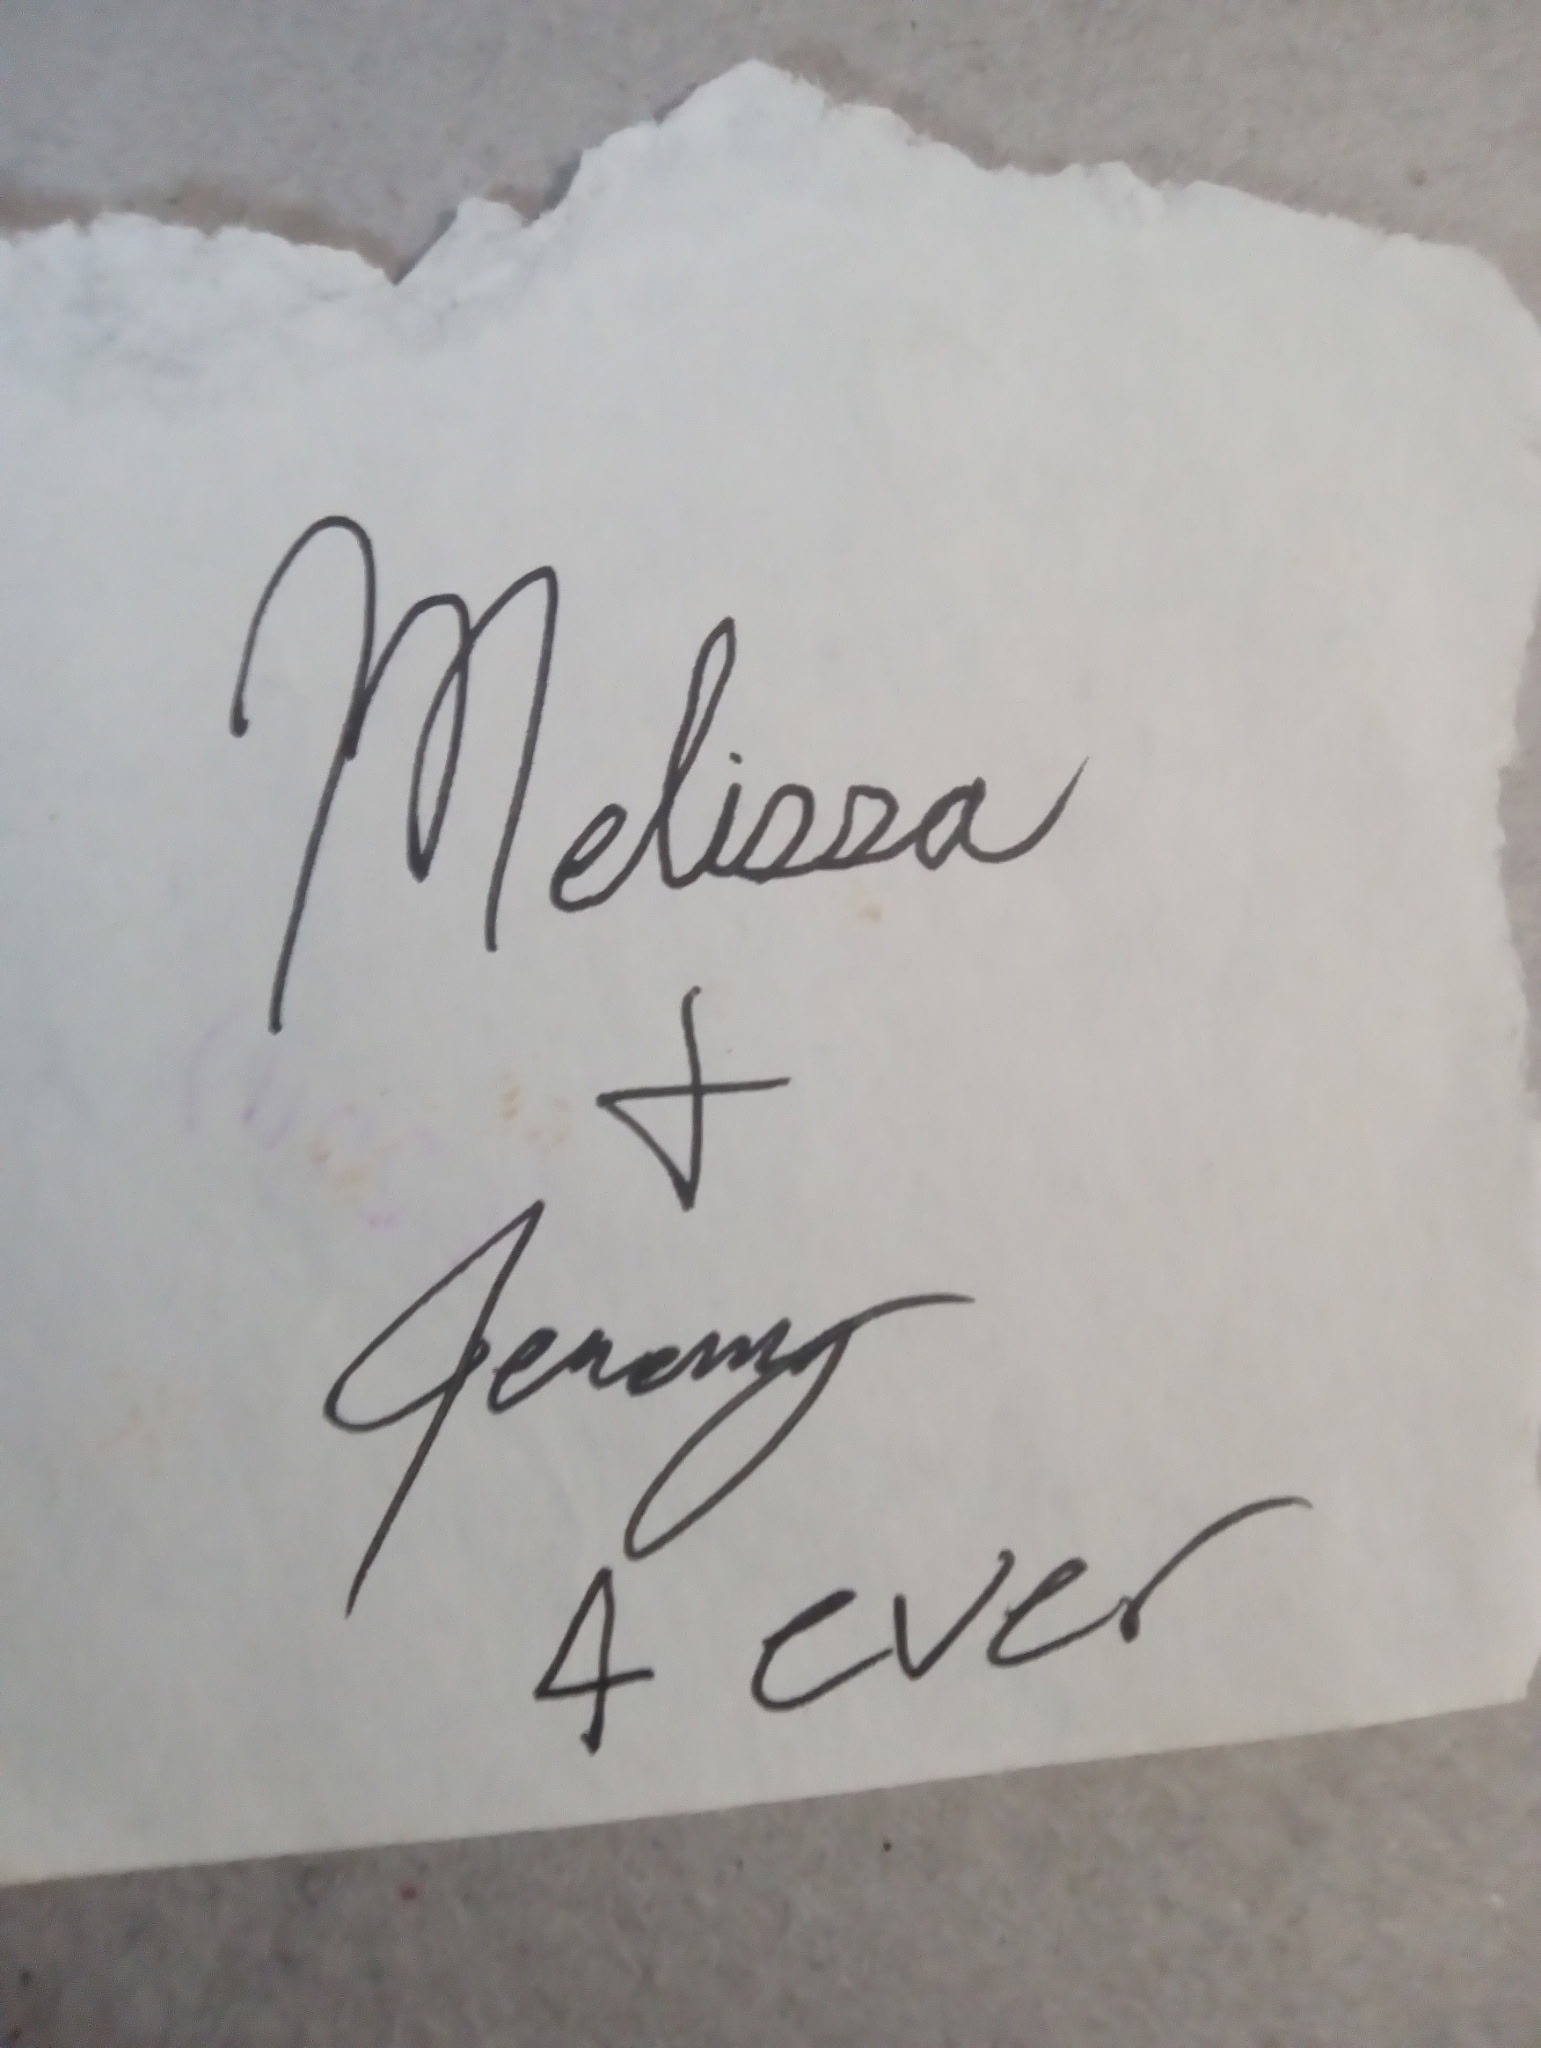 Melissa
+
Jeremy
4 ever